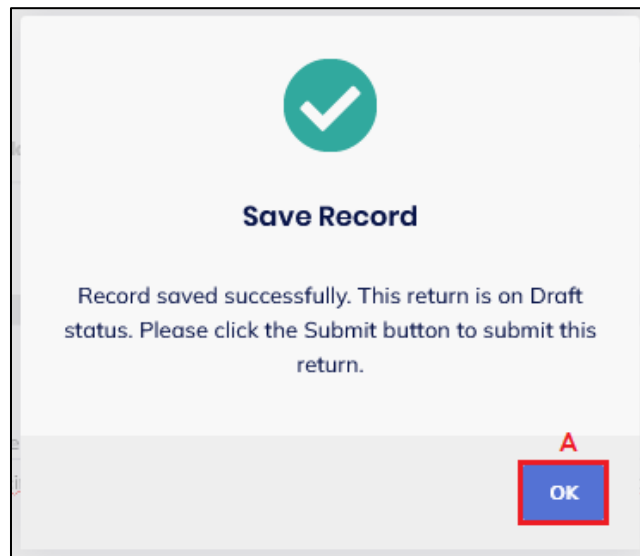 Save Record
Record saved successfully. This return is on Draft
status. Please click the Submit button to submit this
return.
A
OK